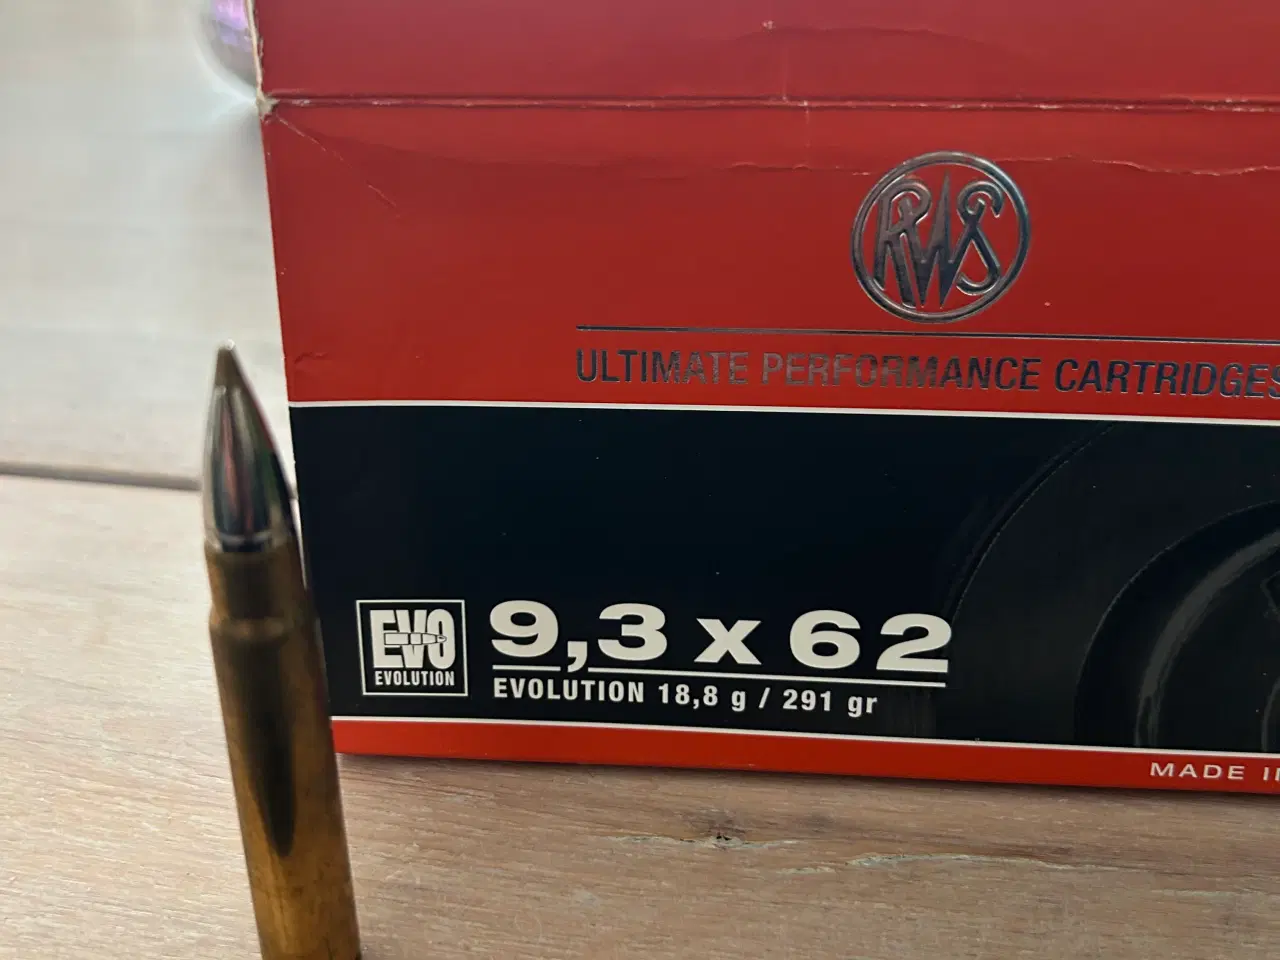 RWS
ULTIMATE PERFORMANCE CARTRIDGES
EVO
EVOLUTION
9,3 x 62
EVOLUTION 18,8 g / 291 gr
MADE